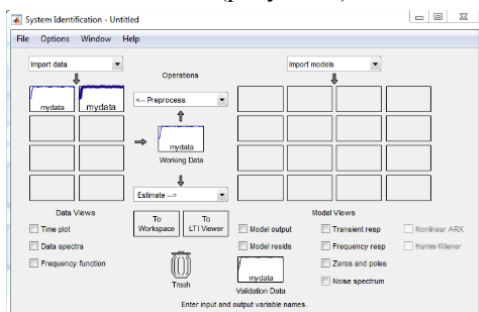 System Identification - Untitled
File Options Window Help
Import data
Operations
Import models
mydata
mydata
<-- Preprocess
mydata
Working Data
Estimate -->
Data Views
To Workspace
To LTI Viewer
Model Views
Time plot
Data spectra
Frequency function
Model output
Model resids
Transient resp
Frequency resp
Zeros and poles
Noise spectrum
Nonlinear ARX
Hamm-Wiener
Trash
mydata
Validation Data
Enter input and output variable names.